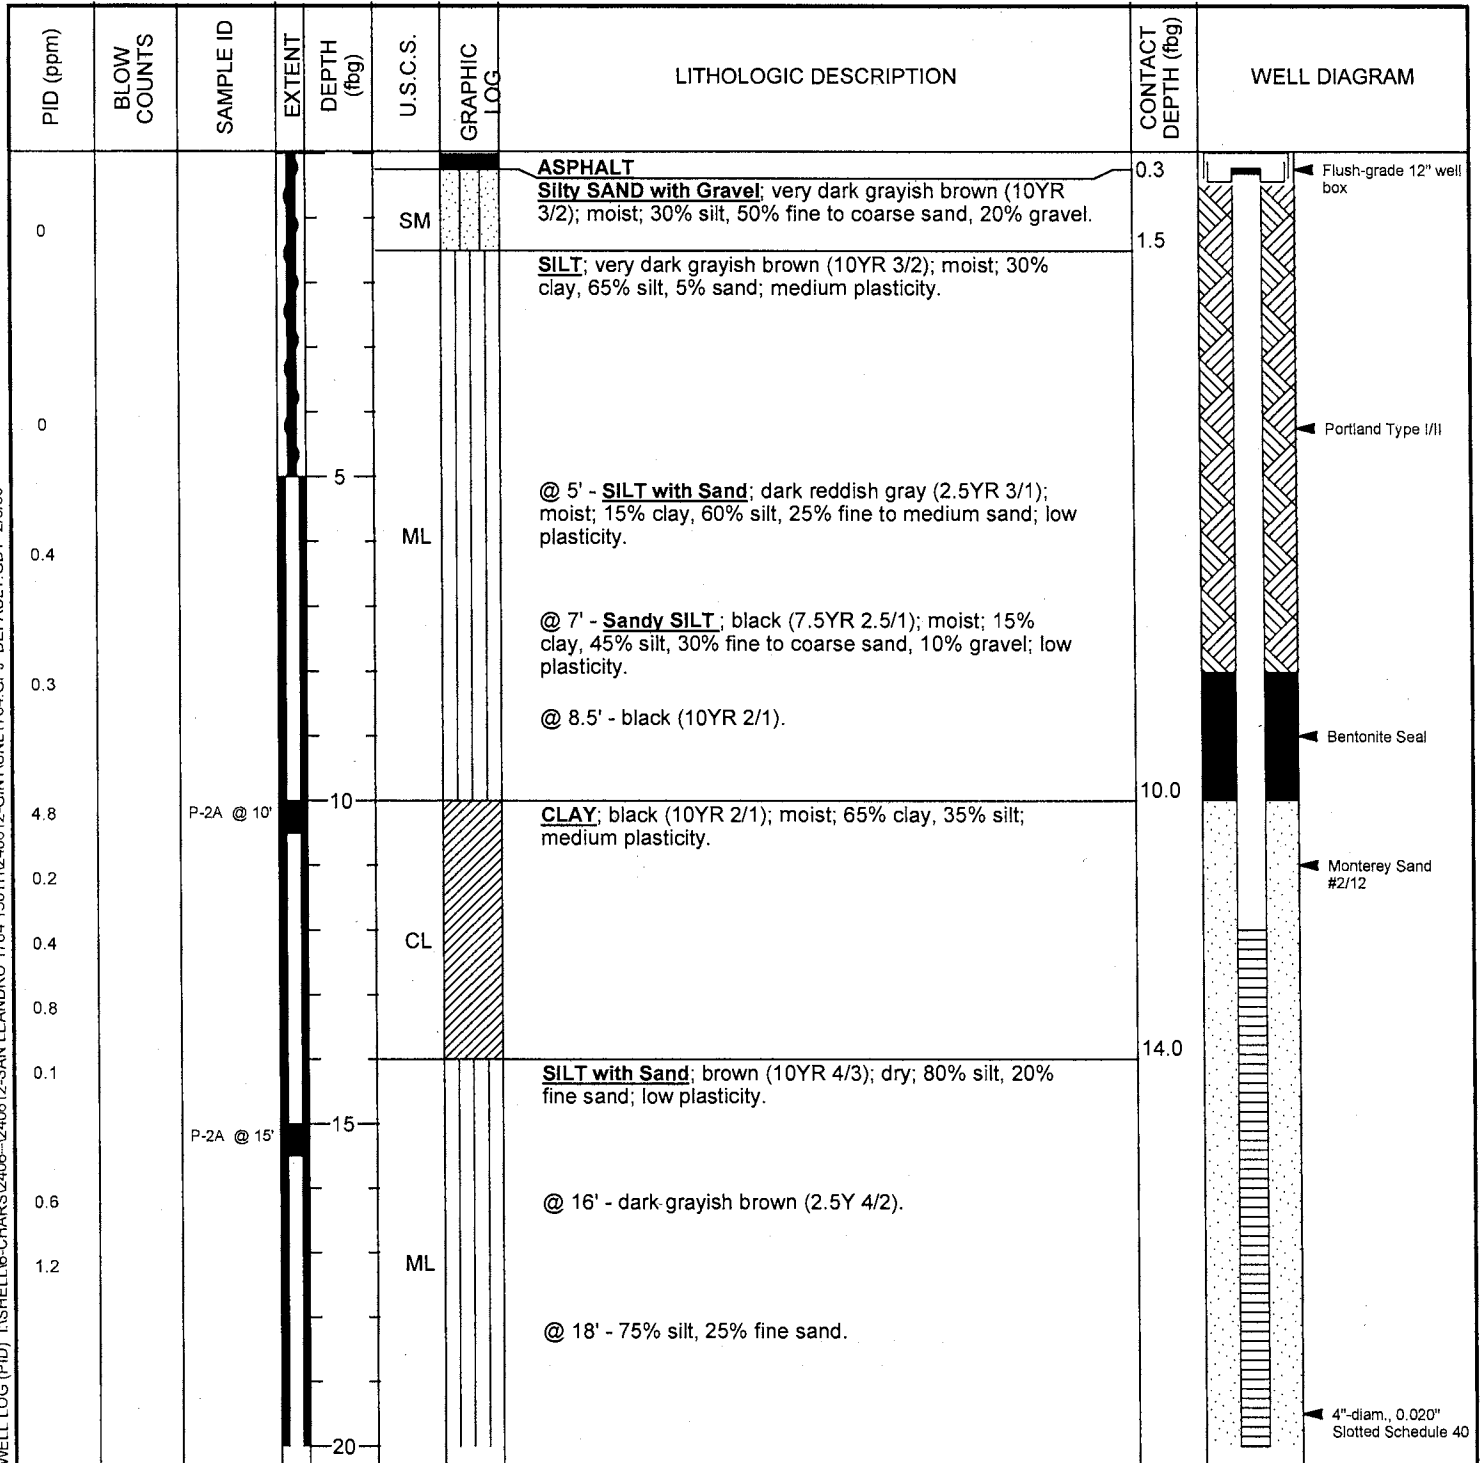 PID (ppm)
BLOW
COUNTS
SAMPLE ID
EXTENT
DEPTH
(fbg)
U.S.C.S.
GRAPHIC
LOG
LITHOLOGIC DESCRIPTION
CONTACT
DEPTH (fbg)
WELL DIAGRAM
ASPHALT
0.3
Flush-grade 12" well
box
Silty SAND with Gravel; very dark grayish brown (10YR
3/2); moist; 30% silt, 50% fine to coarse sand, 20% gravel.
SM
0
1.5
SILT; very dark grayish brown (10YR 3/2); moist; 30%
clay, 65% silt, 5% sand; medium plasticity.
0
Portland Type I/II
5
@ 5' - SILT with Sand; dark reddish gray (2.5YR 3/1);
moist; 15% clay, 60% silt, 25% fine to medium sand; low
plasticity.
ML
0.4
@ 7' - Sandy SILT ; black (7.5YR 2.5/1); moist; 15%
clay, 45% silt, 30% fine to coarse sand, 10% gravel; low
plasticity.
0.3
@ 8.5' - black (10YR 2/1).
Bentonite Seal
10
10.0
4.8
P-2A @ 10'
CLAY; black (10YR 2/1); moist; 65% clay, 35% silt;
medium plasticity.
Monterey Sand
#2/12
0.2
CL
0.4
0.8
14.0
0.1
SILT with Sand; brown (10YR 4/3); dry; 80% silt, 20%
fine sand; low plasticity.
15
P-2A @ 15'
0.6
@ 16' - dark grayish brown (2.5Y 4/2).
ML
1.2
@ 18' - 75% silt, 25% fine sand.
4"-diam., 0.020"
Slotted Schedule 40
20
WELL LOG (PID)